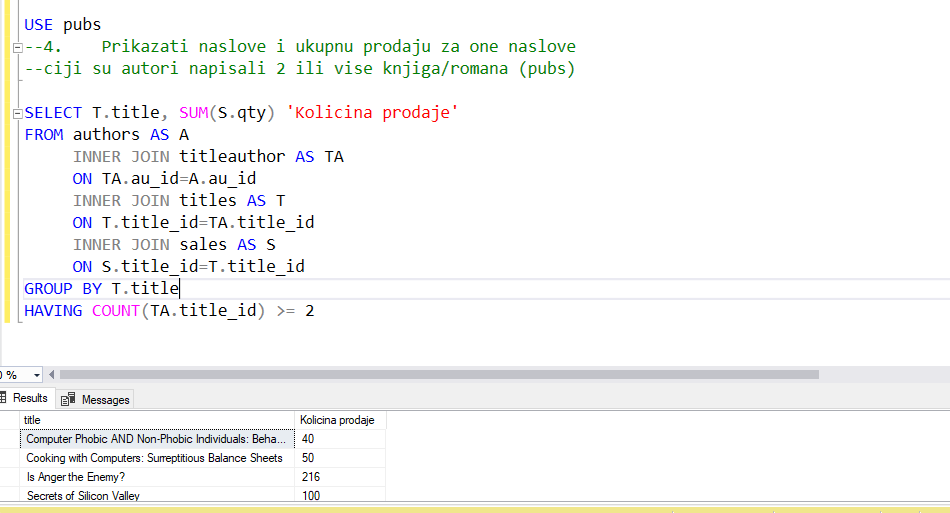 USE pubs
--4.    Prikazati naslove i ukupnu prodaju za one naslove
--ciji su autori napisali 2 ili vise knjiga/romana (pubs)
SELECT T.title, SUM(S.qty) 'Kolicina prodaje'
FROM authors AS A
INNER JOIN titleauthor AS TA
ON TA.au_id=A.au_id
INNER JOIN titles AS T
ON T.title_id=TA.title_id
INNER JOIN sales AS S
ON S.title_id=T.title_id
GROUP BY T.title
HAVING COUNT(TA.title_id) >= 2
%
Results Messages
title Kolicina prodaje
Computer Phobic AND Non-Phobic Individuals: Beha... 40
Cooking with Computers: Surreptitious Balance Sheets 50
Is Anger the Enemy? 216
Secrets of Silicon Valley 100